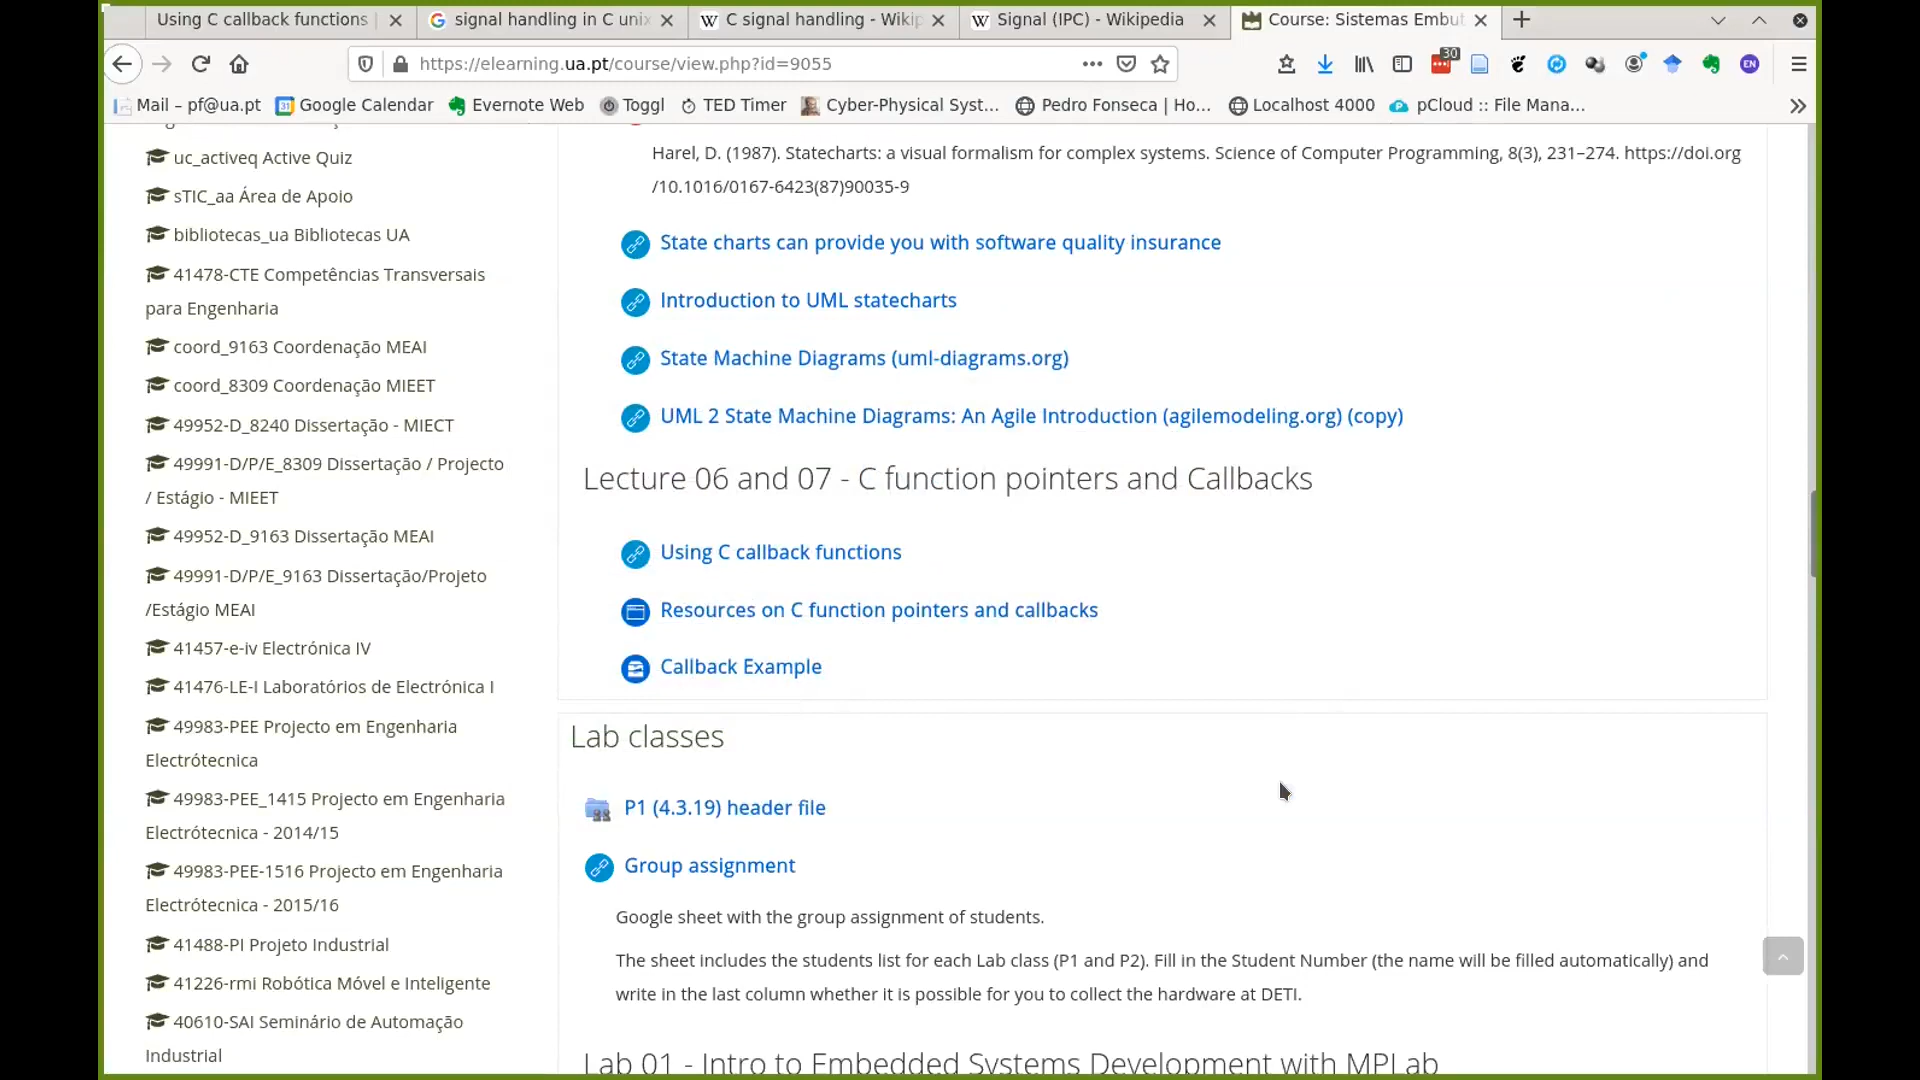 Using C callback functions
signal handling in C unix
C signal handling - Wikip
Signal (IPC) - Wikipedia
Course: Sistemas Embut
https://elearning.ua.pt/course/view.php?id=9055
30
EN
Mail – pf@ua.pt
31
Google Calendar
Evernote Web
Toggl
TED Timer
Cyber-Physical Syst...
Pedro Fonseca | Ho...
Localhost 4000
pCloud :: File Mana...
uc_activeq Active Quiz
sTIC_aa Área de Apoio
bibliotecas_ua Bibliotecas UA
41478-CTE Competências Transversais
para Engenharia
coord_9163 Coordenação MEAI
coord_8309 Coordenação MIEET
49952-D_8240 Dissertação - MIECT
49991-D/P/E_8309 Dissertação / Projecto
/ Estágio - MIEET
49952-D_9163 Dissertação MEAI
49991-D/P/E_9163 Dissertação/Projeto
/Estágio MEAI
41457-e-iv Electrónica IV
41476-LE-I Laboratórios de Electrónica I
49983-PEE Projecto em Engenharia
Electrótecnica
49983-PEE_1415 Projecto em Engenharia
Electrótecnica - 2014/15
49983-PEE-1516 Projecto em Engenharia
Electrótecnica - 2015/16
41488-PI Projeto Industrial
41226-rmi Robótica Móvel e Inteligente
40610-SAI Seminário de Automação
Industrial
Harel, D. (1987). Statecharts: a visual formalism for complex systems. Science of Computer Programming, 8(3), 231–274. https://doi.org
/10.1016/0167-6423(87)90035-9
State charts can provide you with software quality insurance
Introduction to UML statecharts
State Machine Diagrams (uml-diagrams.org)
UML 2 State Machine Diagrams: An Agile Introduction (agilemodeling.org) (copy)
Lecture 06 and 07 - C function pointers and Callbacks
Using C callback functions
Resources on C function pointers and callbacks
Callback Example
Lab classes
P1 (4.3.19) header file
Group assignment
Google sheet with the group assignment of students.
The sheet includes the students list for each Lab class (P1 and P2). Fill in the Student Number (the name will be filled automatically) and
write in the last column whether it is possible for you to collect the hardware at DETI.
Lab 01 - Intro to Embedded Systems Development with MPLab